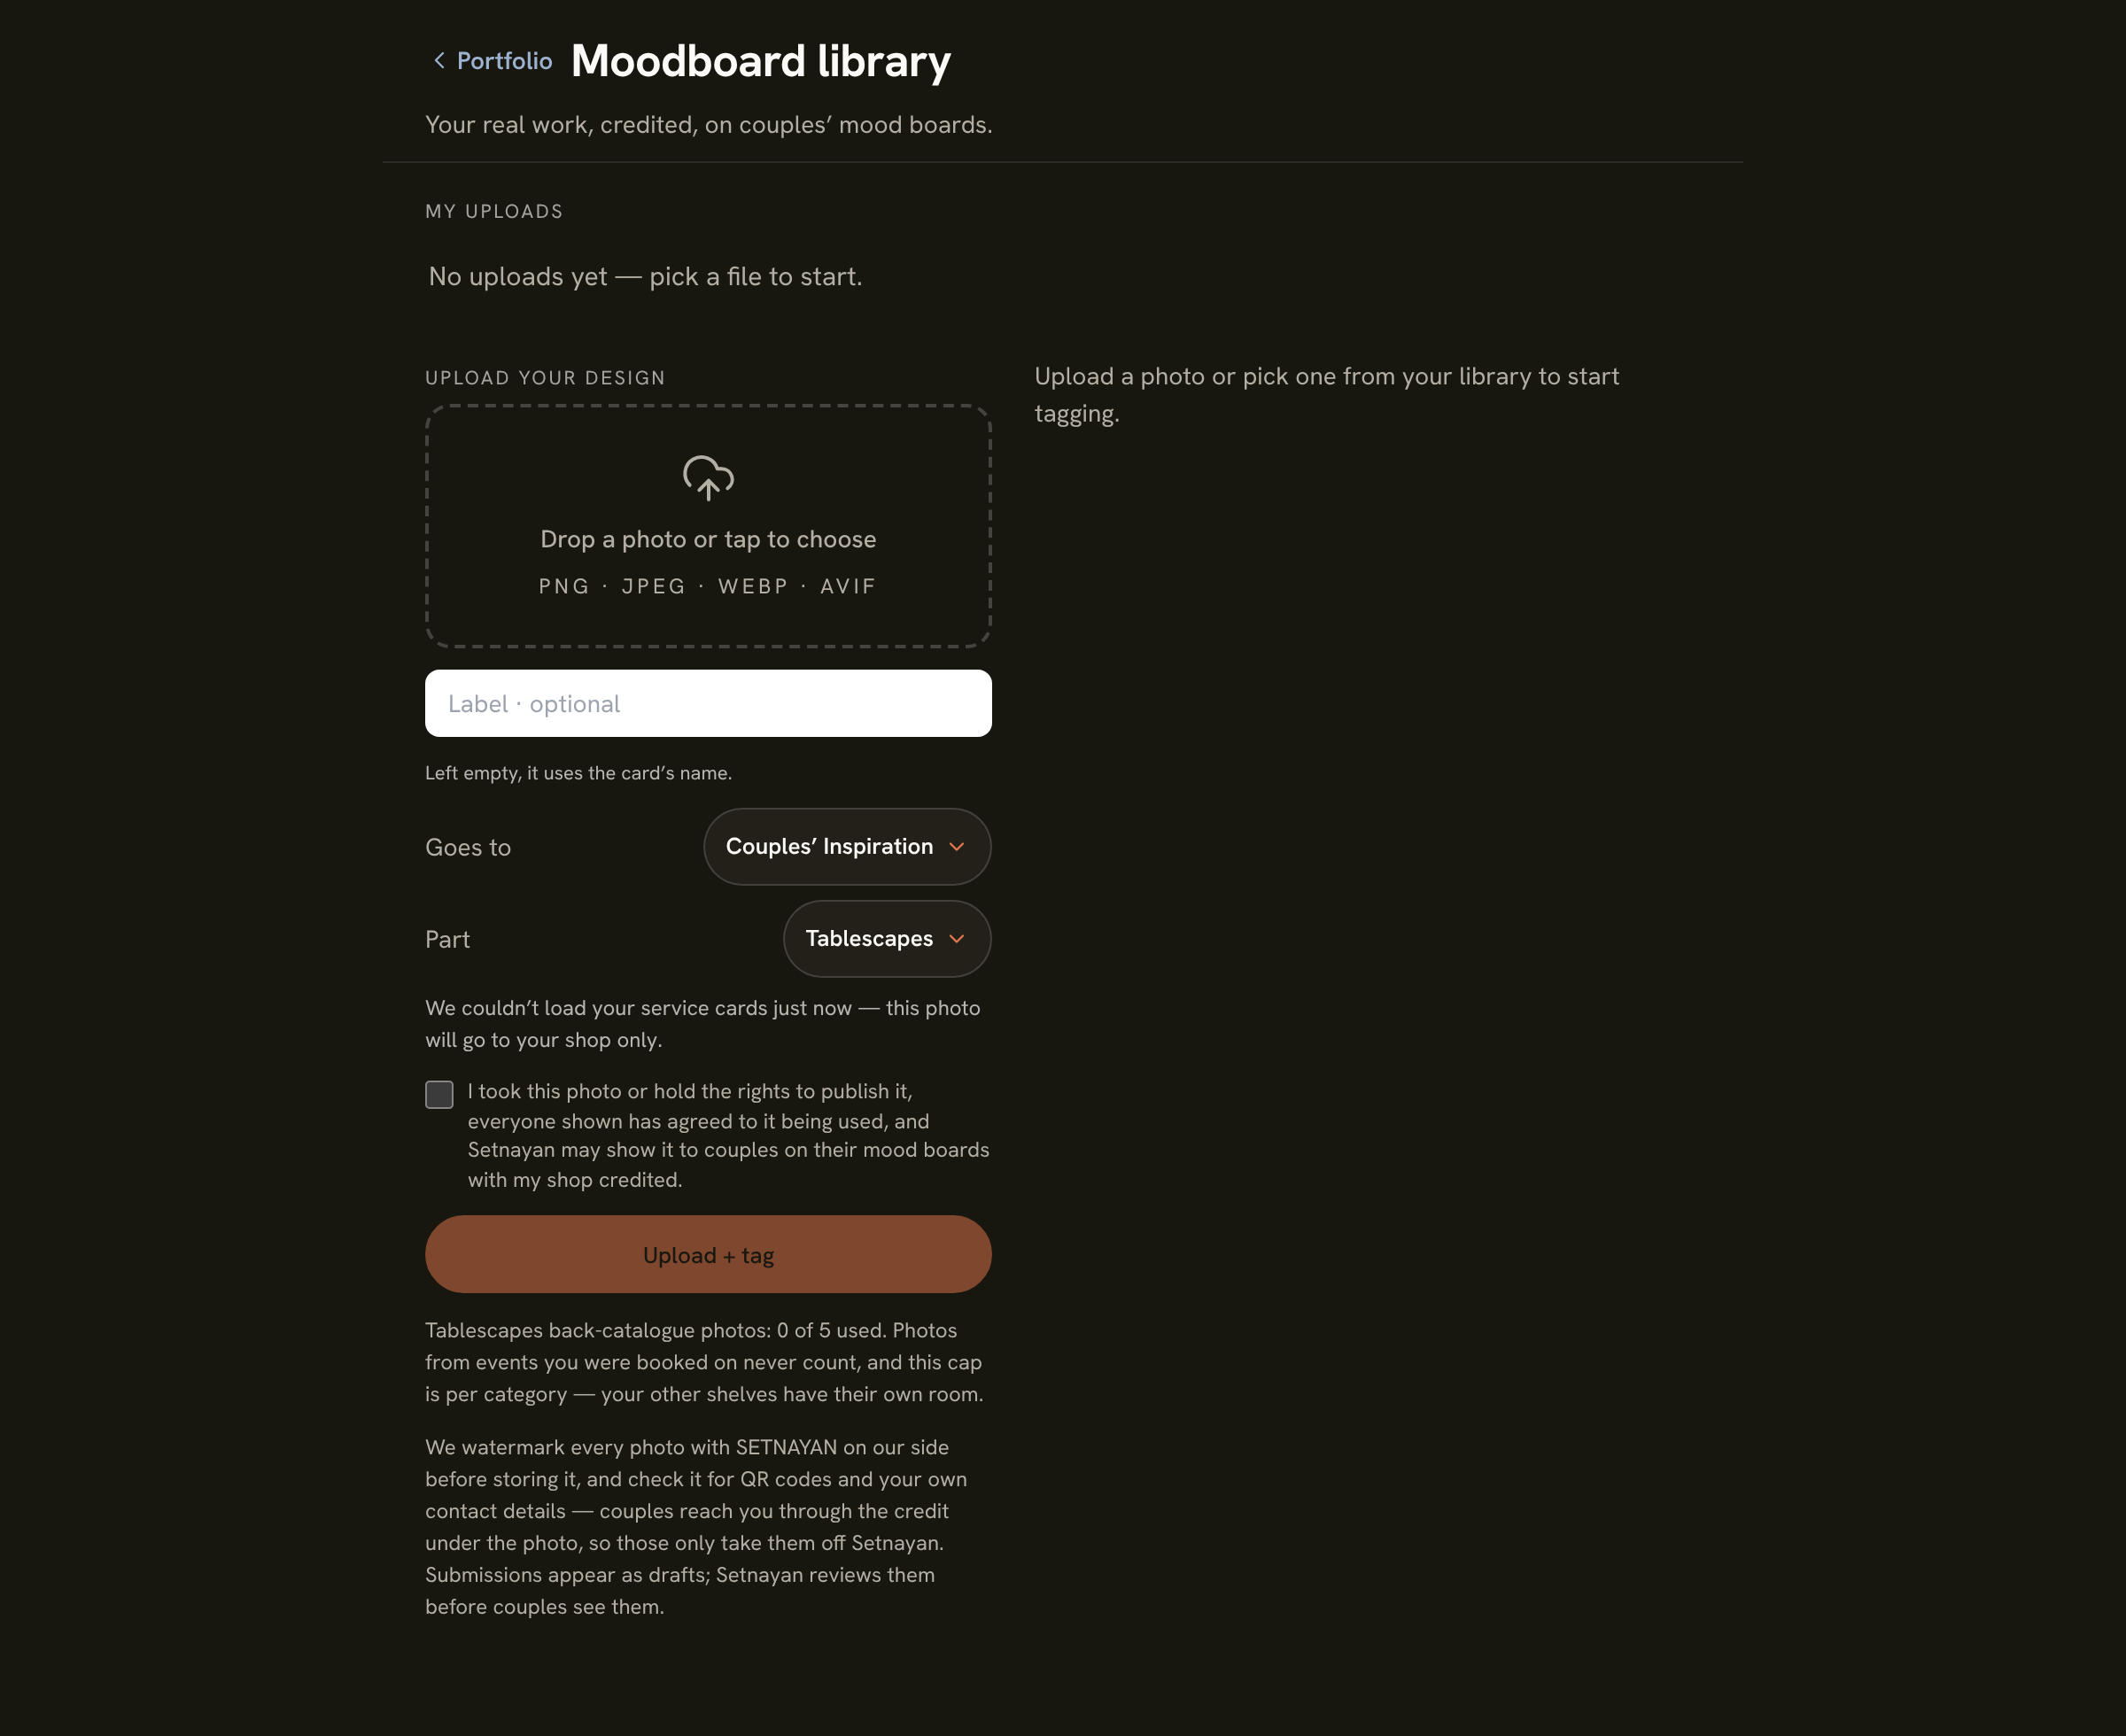 Portfolio Moodboard library
Your real work, credited, on couples’ mood boards.
MY UPLOADS
No uploads yet — pick a file to start.
UPLOAD YOUR DESIGN
Drop a photo or tap to choose
PNG · JPEG · WEBP · AVIF
Label · optional
Left empty, it uses the card’s name.
Goes to
Couples’ Inspiration
Part
Tablescapes
We couldn’t load your service cards just now — this photo
will go to your shop only.
I took this photo or hold the rights to publish it,
everyone shown has agreed to it being used, and
Setnayan may show it to couples on their mood boards
with my shop credited.
Upload + tag
Tablescapes back-catalogue photos: 0 of 5 used. Photos
from events you were booked on never count, and this cap
is per category — your other shelves have their own room.
We watermark every photo with SETNAYAN on our side
before storing it, and check it for QR codes and your own
contact details — couples reach you through the credit
under the photo, so those only take them off Setnayan.
Submissions appear as drafts; Setnayan reviews them
before couples see them.
Upload a photo or pick one from your library to start
tagging.